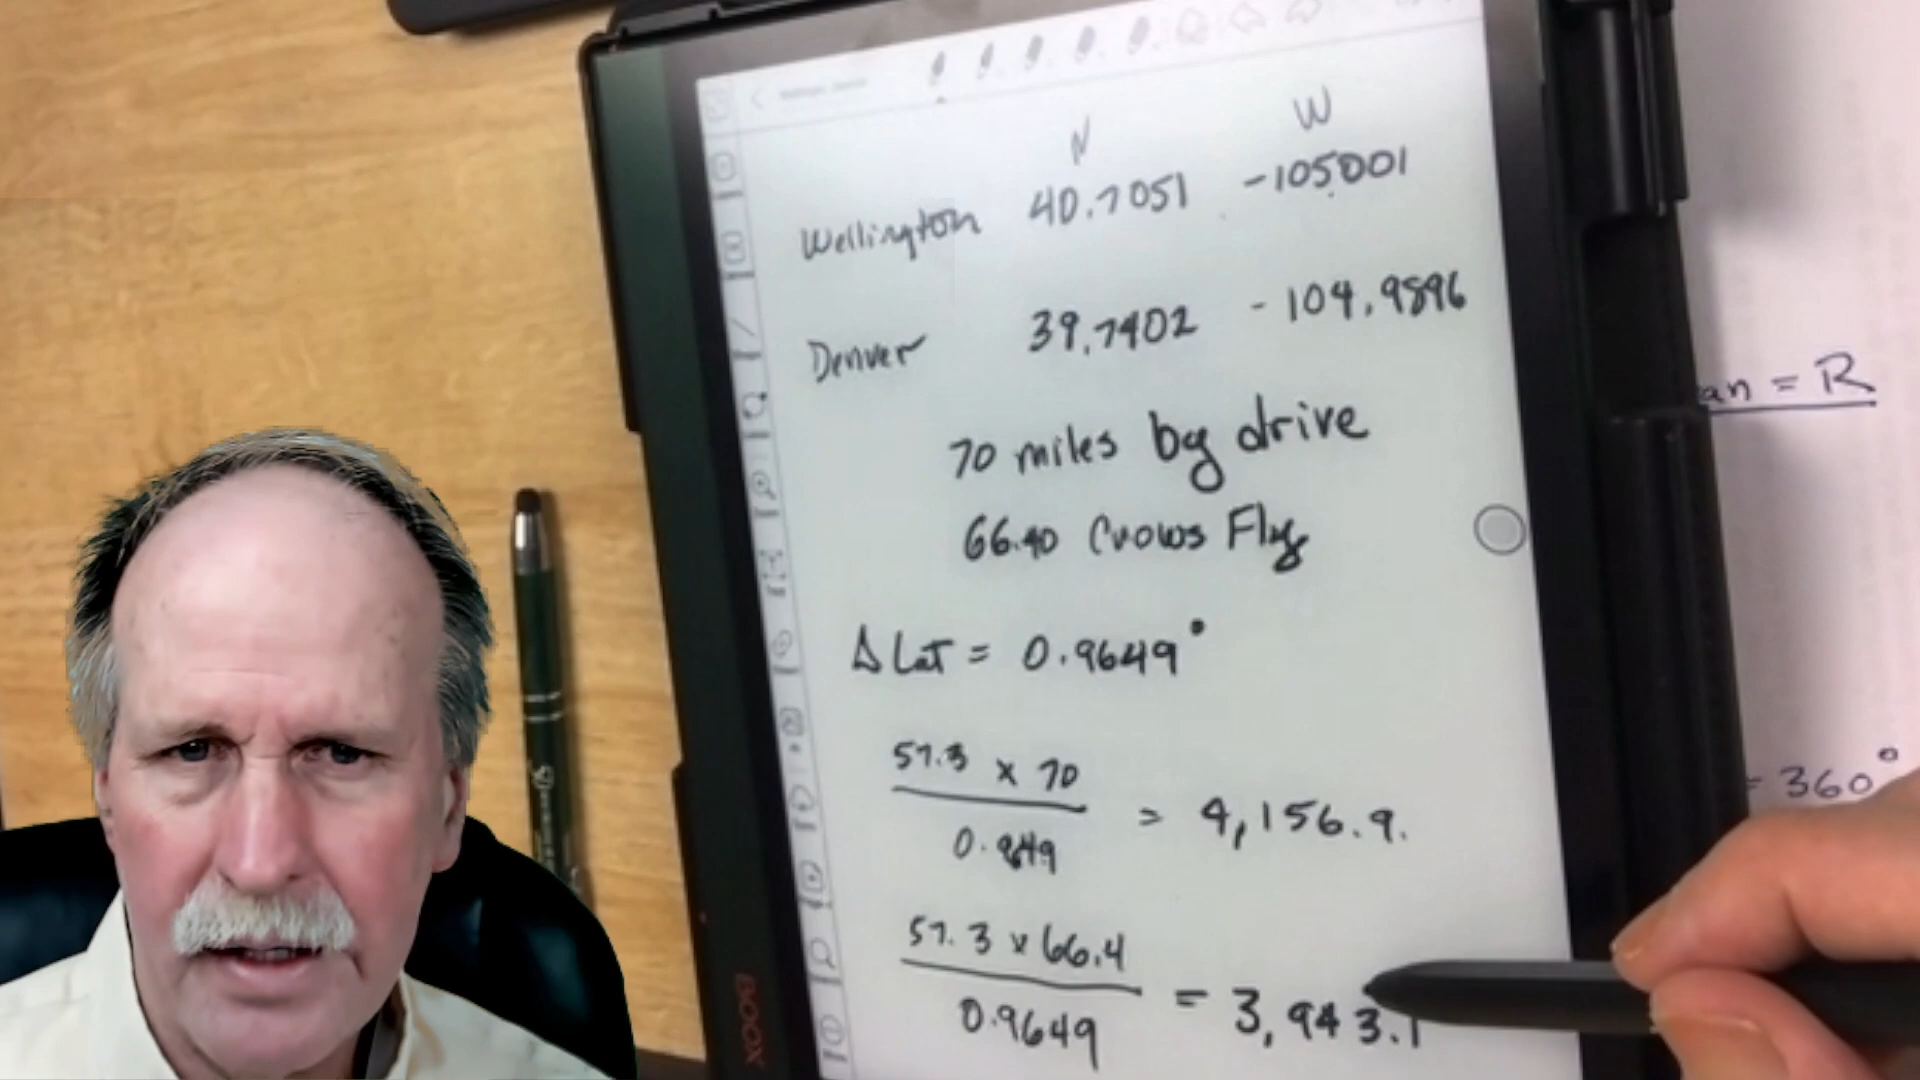 N W
Wellington 40.7051 -105.001
Denver 39.7402 -104.9896
70 miles by drive
66.40 Crows Fly
Δ Lat = 0.9649°
57.3 x 70
0.9649
= 4,156.9.
57.3 x 66.4
0.9649
= 3,943.1
an = R
= 360°
BOOX